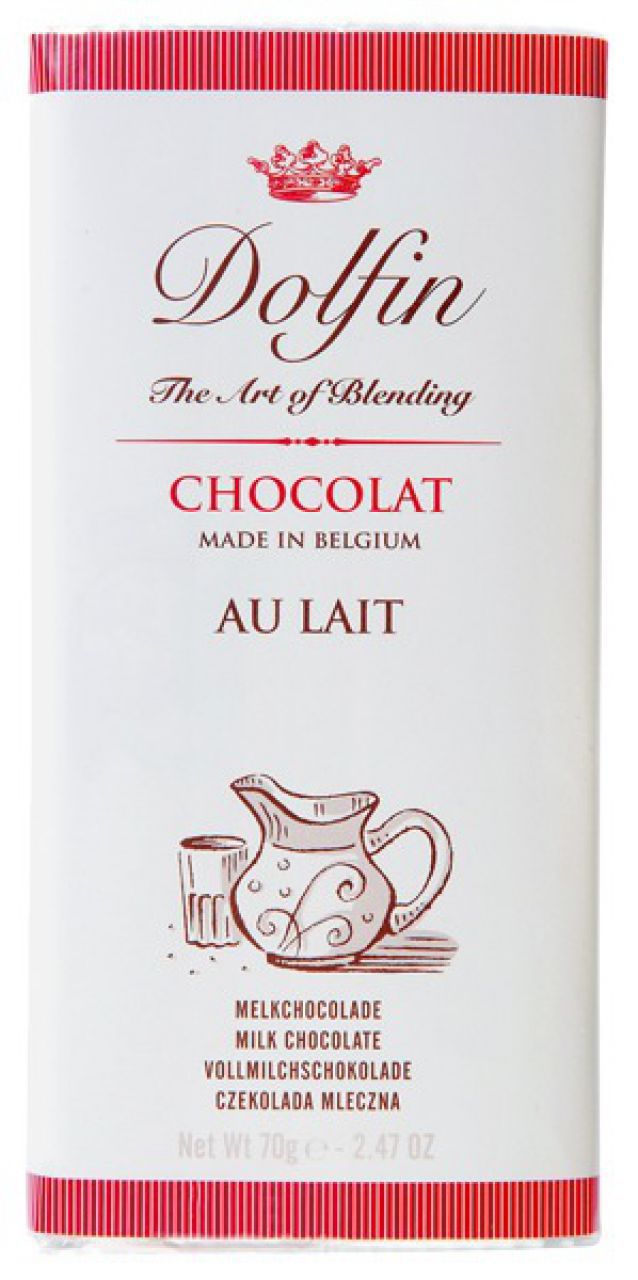 Dolfin
The Art of Blending
CHOCOLAT
MADE IN BELGIUM
AU LAIT
MELKCHOCOLADE
MILK CHOCOLATE
VOLLMILCHSCHOKOLADE
CZEKOLADA MLECZNA
Net Wt 70g ℮ - 2.47 OZ